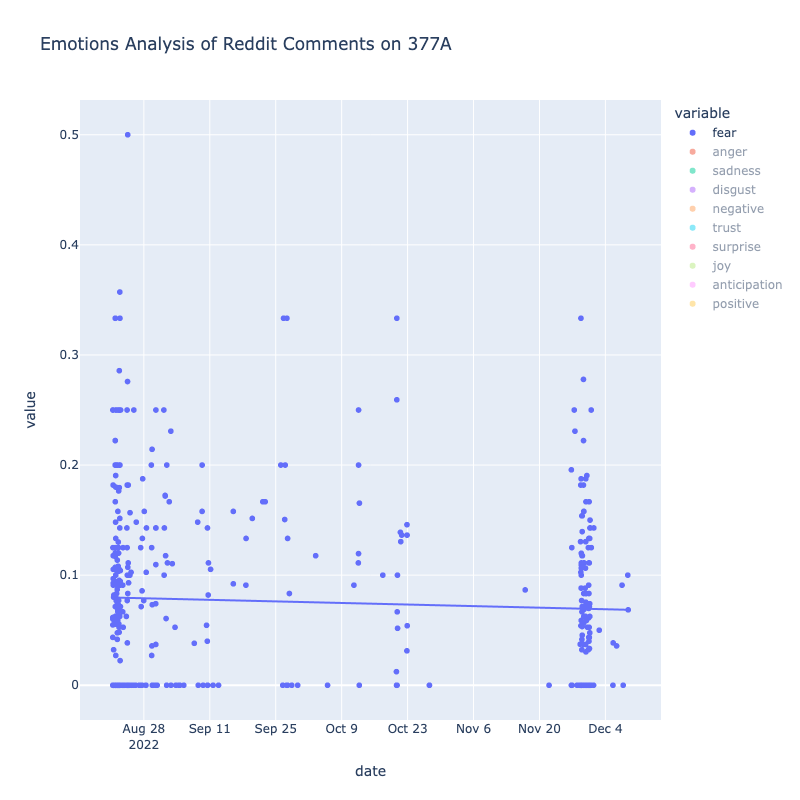 Emotions Analysis of Reddit Comments on 377A
variable
fear
anger
sadness
disgust
negative
trust
surprise
joy
anticipation
positive
value
0.5
0.4
0.3
0.2
0.1
0
Aug 28 Sep 11 Sep 25 Oct 9 Oct 23 Nov 6 Nov 20 Dec 4
2022
date